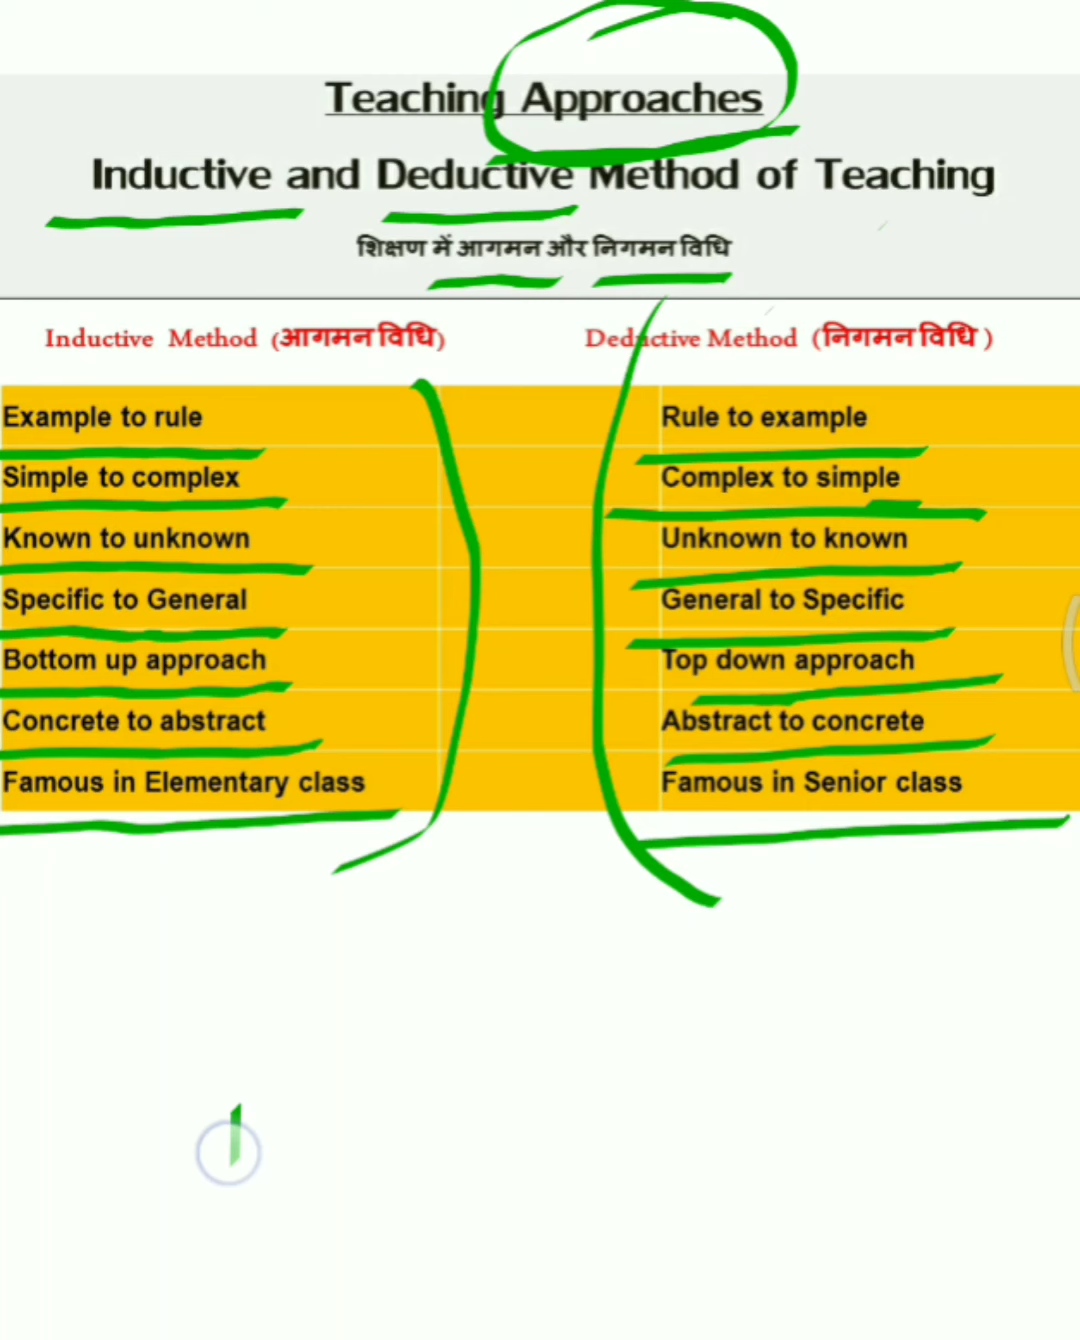 Teaching Approaches
Inductive and Deductive Method of Teaching
शिक्षण में आगमन और निगमन विधि
Inductive Method (आगमन विधि) Deductive Method (निगमन विधि )
Example to rule Rule to example
Simple to complex Complex to simple
Known to unknown Unknown to known
Specific to General General to Specific
Bottom up approach Top down approach
Concrete to abstract Abstract to concrete
Famous in Elementary class Famous in Senior class